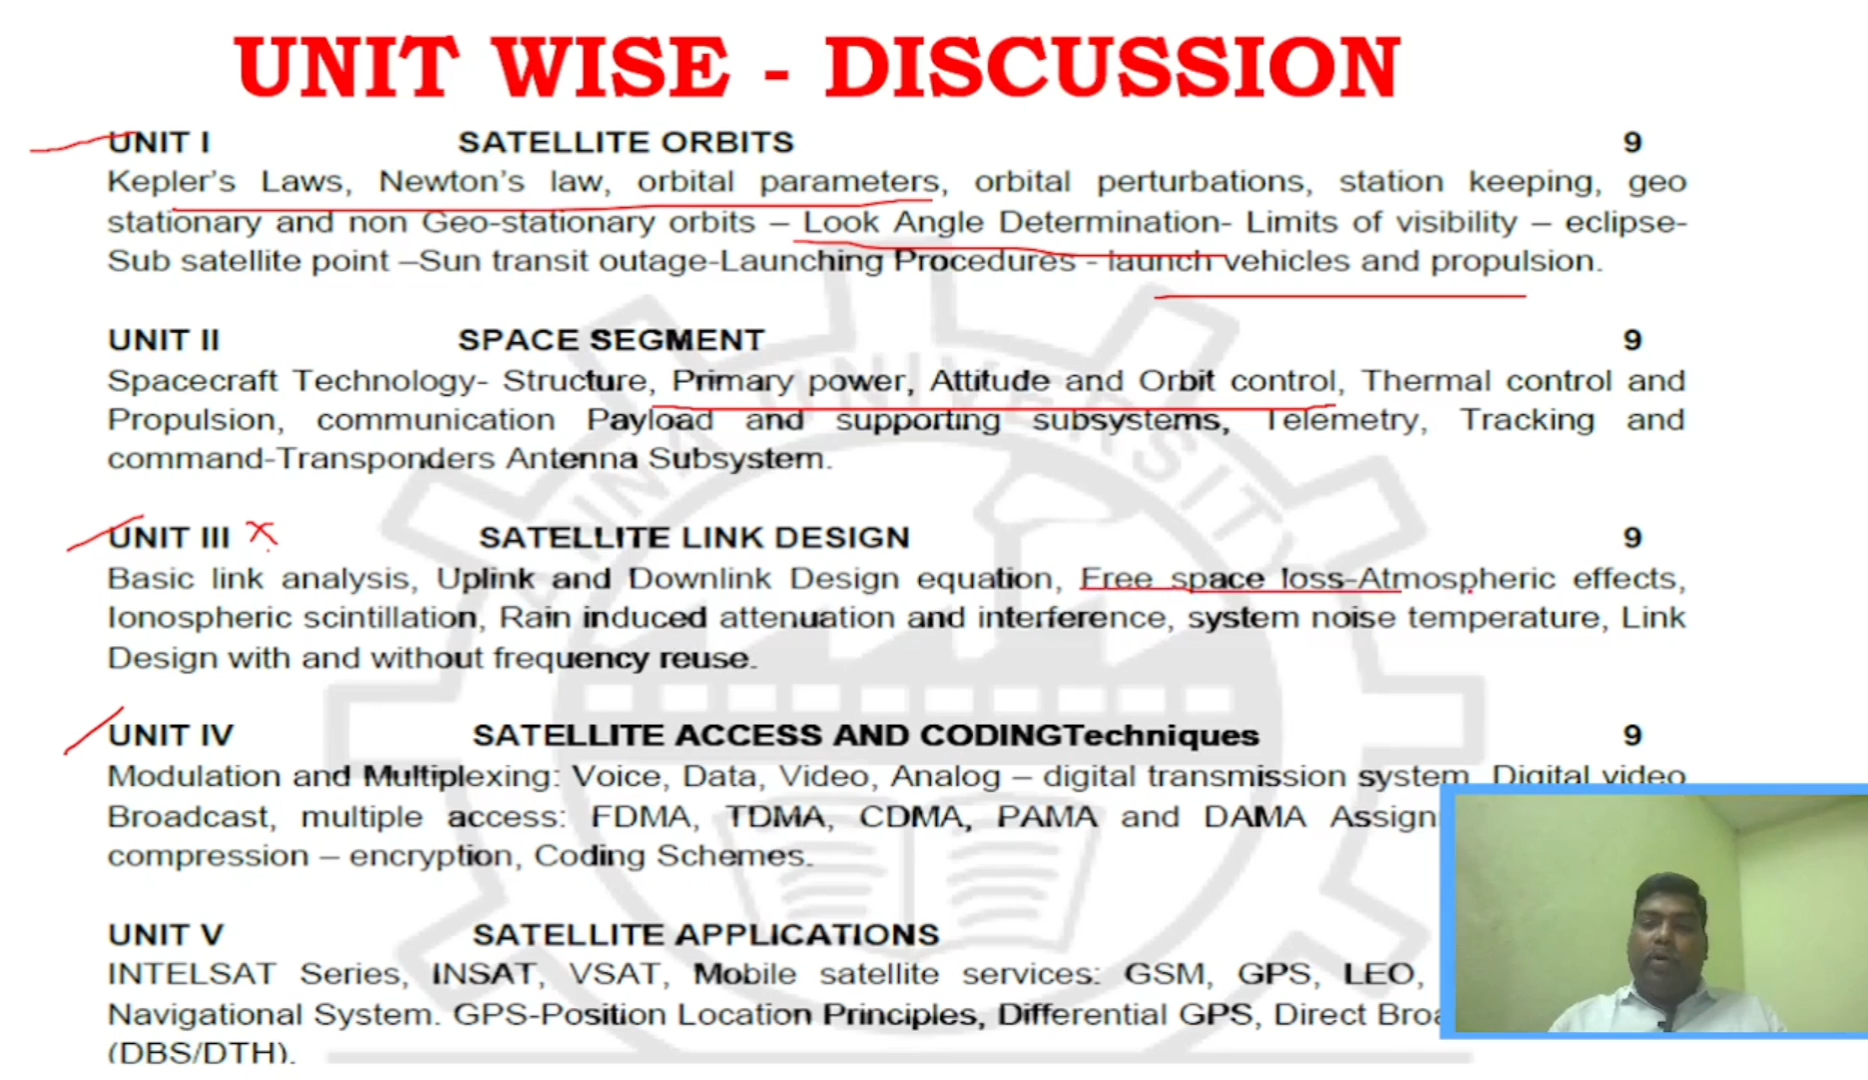 UNIT WISE - DISCUSSION
UNIT I SATELLITE ORBITS 9
Kepler's Laws, Newton's law, orbital parameters, orbital perturbations, station keeping, geo
stationary and non Geo-stationary orbits – Look Angle Determination- Limits of visibility – eclipse-
Sub satellite point –Sun transit outage-Launching Procedures - launch vehicles and propulsion.
UNIT II SPACE SEGMENT 9
Spacecraft Technology- Structure, Primary power, Attitude and Orbit control, Thermal control and
Propulsion, communication Payload and supporting subsystems, Telemetry, Tracking and
command-Transponders Antenna Subsystem.
UNIT III X SATELLITE LINK DESIGN 9
Basic link analysis, Uplink and Downlink Design equation, Free space loss-Atmospheric effects,
Ionospheric scintillation, Rain induced attenuation and interference, system noise temperature, Link
Design with and without frequency reuse.
UNIT IV SATELLITE ACCESS AND CODINGTechniques 9
Modulation and Multiplexing: Voice, Data, Video, Analog – digital transmission system, Digital video
Broadcast, multiple access: FDMA, TDMA, CDMA, PAMA and DAMA Assign
compression – encryption, Coding Schemes.
UNIT V SATELLITE APPLICATIONS
INTELSAT Series, INSAT, VSAT, Mobile satellite services: GSM, GPS, LEO,
Navigational System. GPS-Position Location Principles, Differential GPS, Direct Broa
(DBS/DTH).
UNIVERSITY